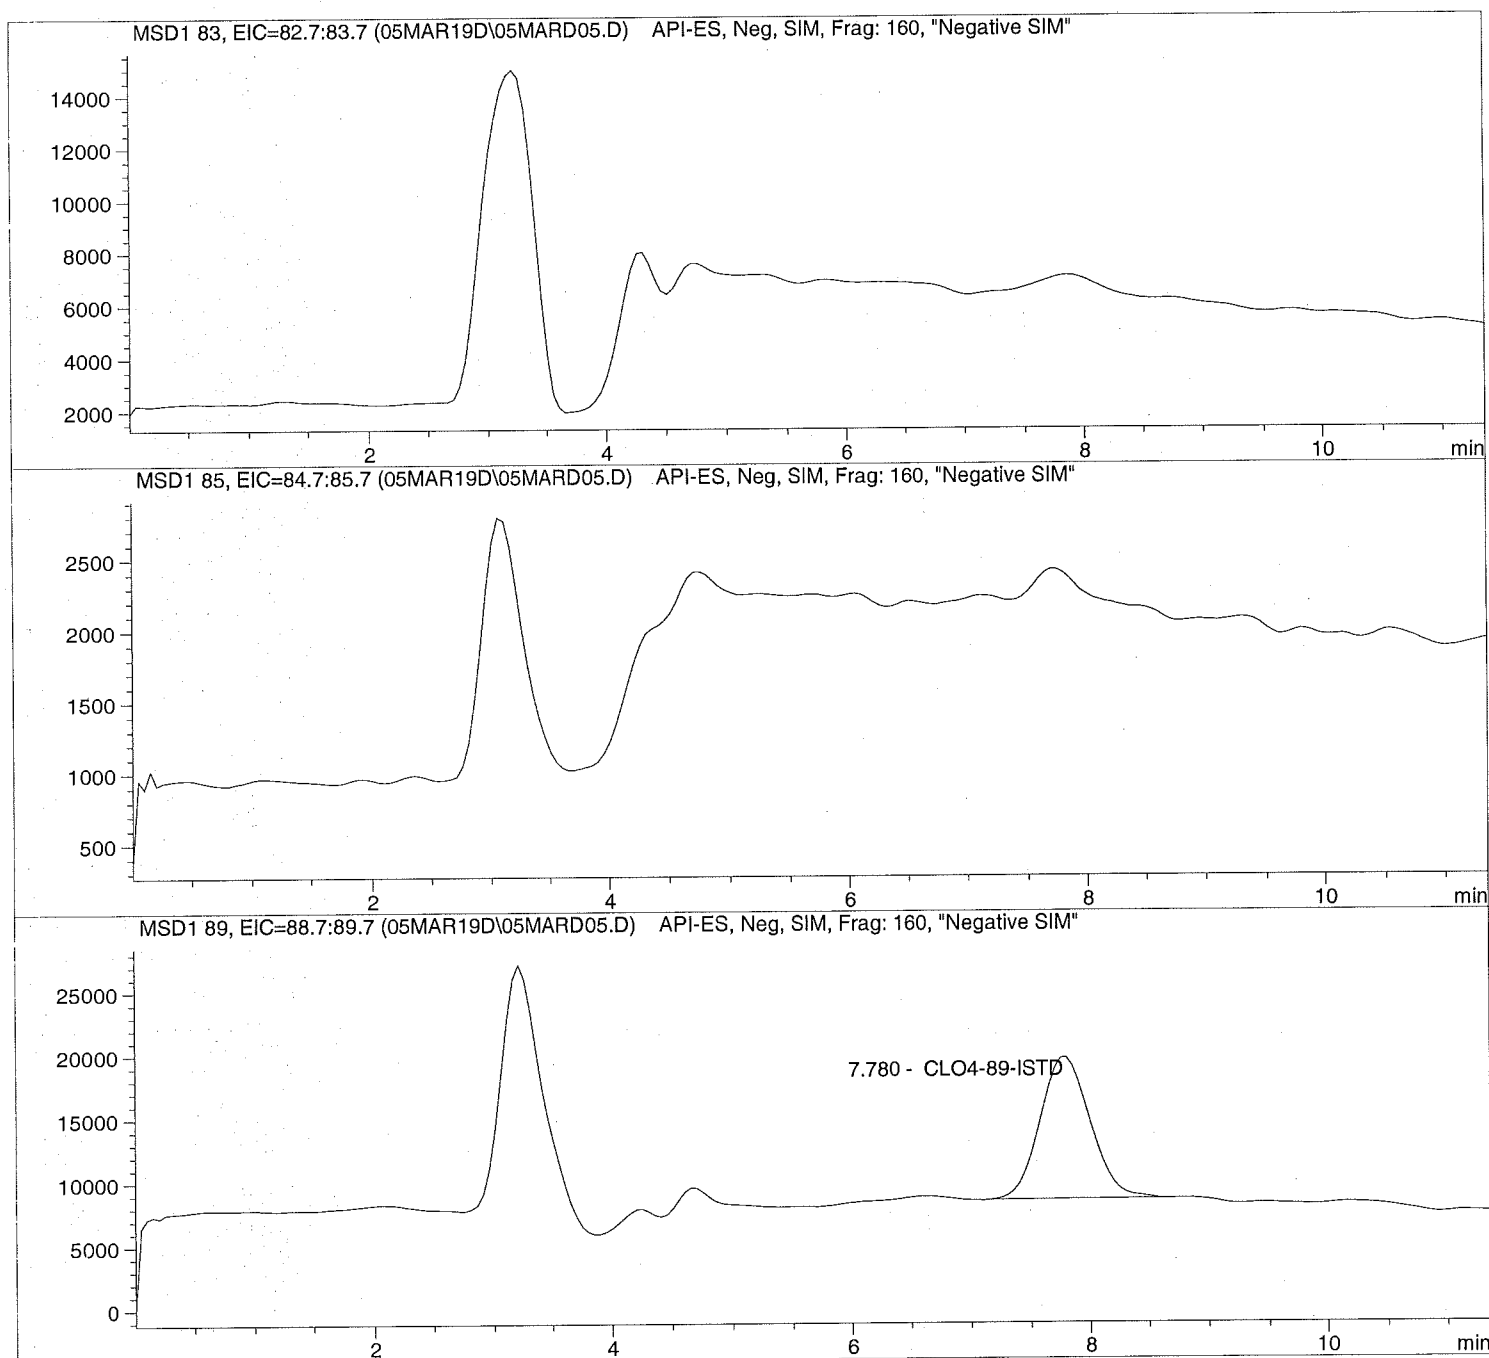 MSD1 83, EIC=82.7:83.7 (05MAR19D\05MARD05.D) API-ES, Neg, SIM, Frag: 160, "Negative SIM"
14000
12000
10000
8000
6000
4000
2000
2 4 6 8 10 min
MSD1 85, EIC=84.7:85.7 (05MAR19D\05MARD05.D) API-ES, Neg, SIM, Frag: 160, "Negative SIM"
2500
2000
1500
1000
500
2 4 6 8 10 min
MSD1 89, EIC=88.7:89.7 (05MAR19D\05MARD05.D) API-ES, Neg, SIM, Frag: 160, "Negative SIM"
25000
20000
7.780 - CLO4-89-ISTD
15000
10000
5000
0
2 4 6 8 10 min